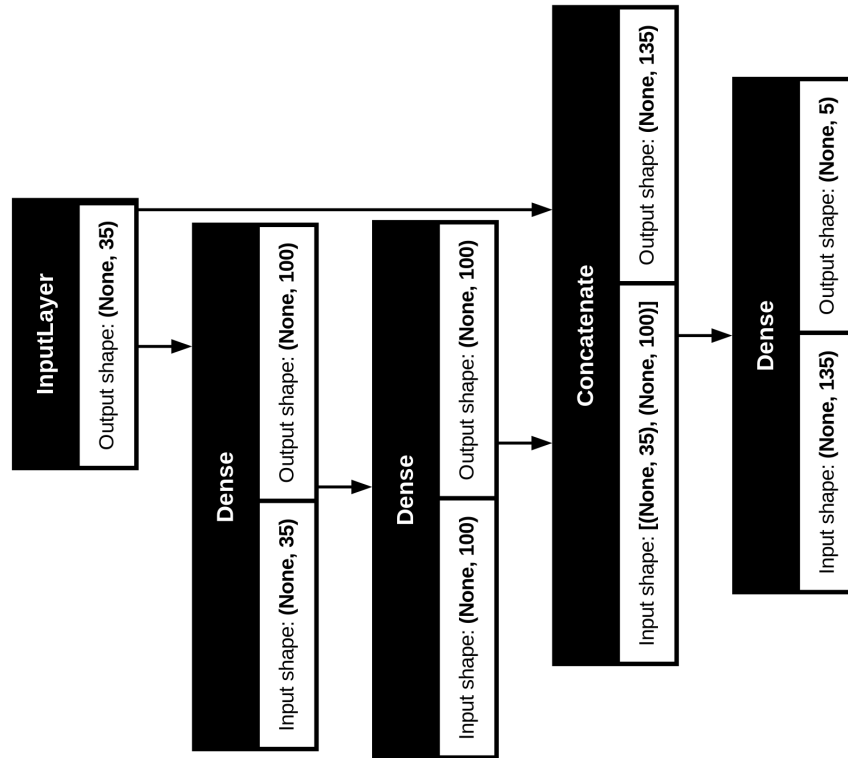 InputLayer
Output shape: (None, 35)
Dense
Input shape: (None, 35)
Output shape: (None, 100)
Dense
Input shape: (None, 100)
Output shape: (None, 100)
Concatenate
Input shape: [(None, 35), (None, 100)]
Output shape: (None, 135)
Dense
Input shape: (None, 135)
Output shape: (None, 5)